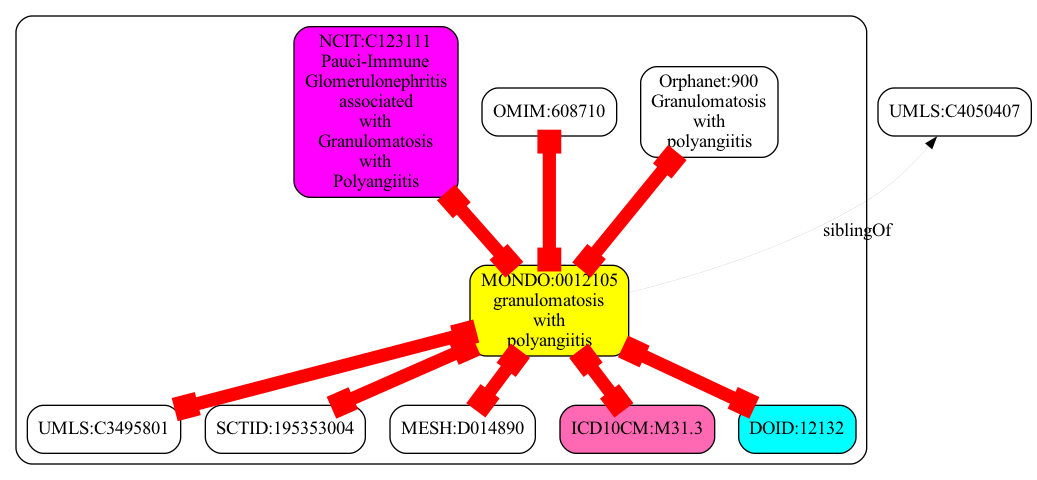 NCIT:C123111
Pauci-Immune
Glomerulonephritis
associated
with
Granulomatosis
with
Polyangiitis
OMIM:608710
Orphanet:900
Granulomatosis
with
polyangiitis
UMLS:C4050407
siblingOf
MONDO:0012105
granulomatosis
with
polyangiitis
UMLS:C3495801
SCTID:195353004
MESH:D014890
ICD10CM:M31.3
DOID:12132